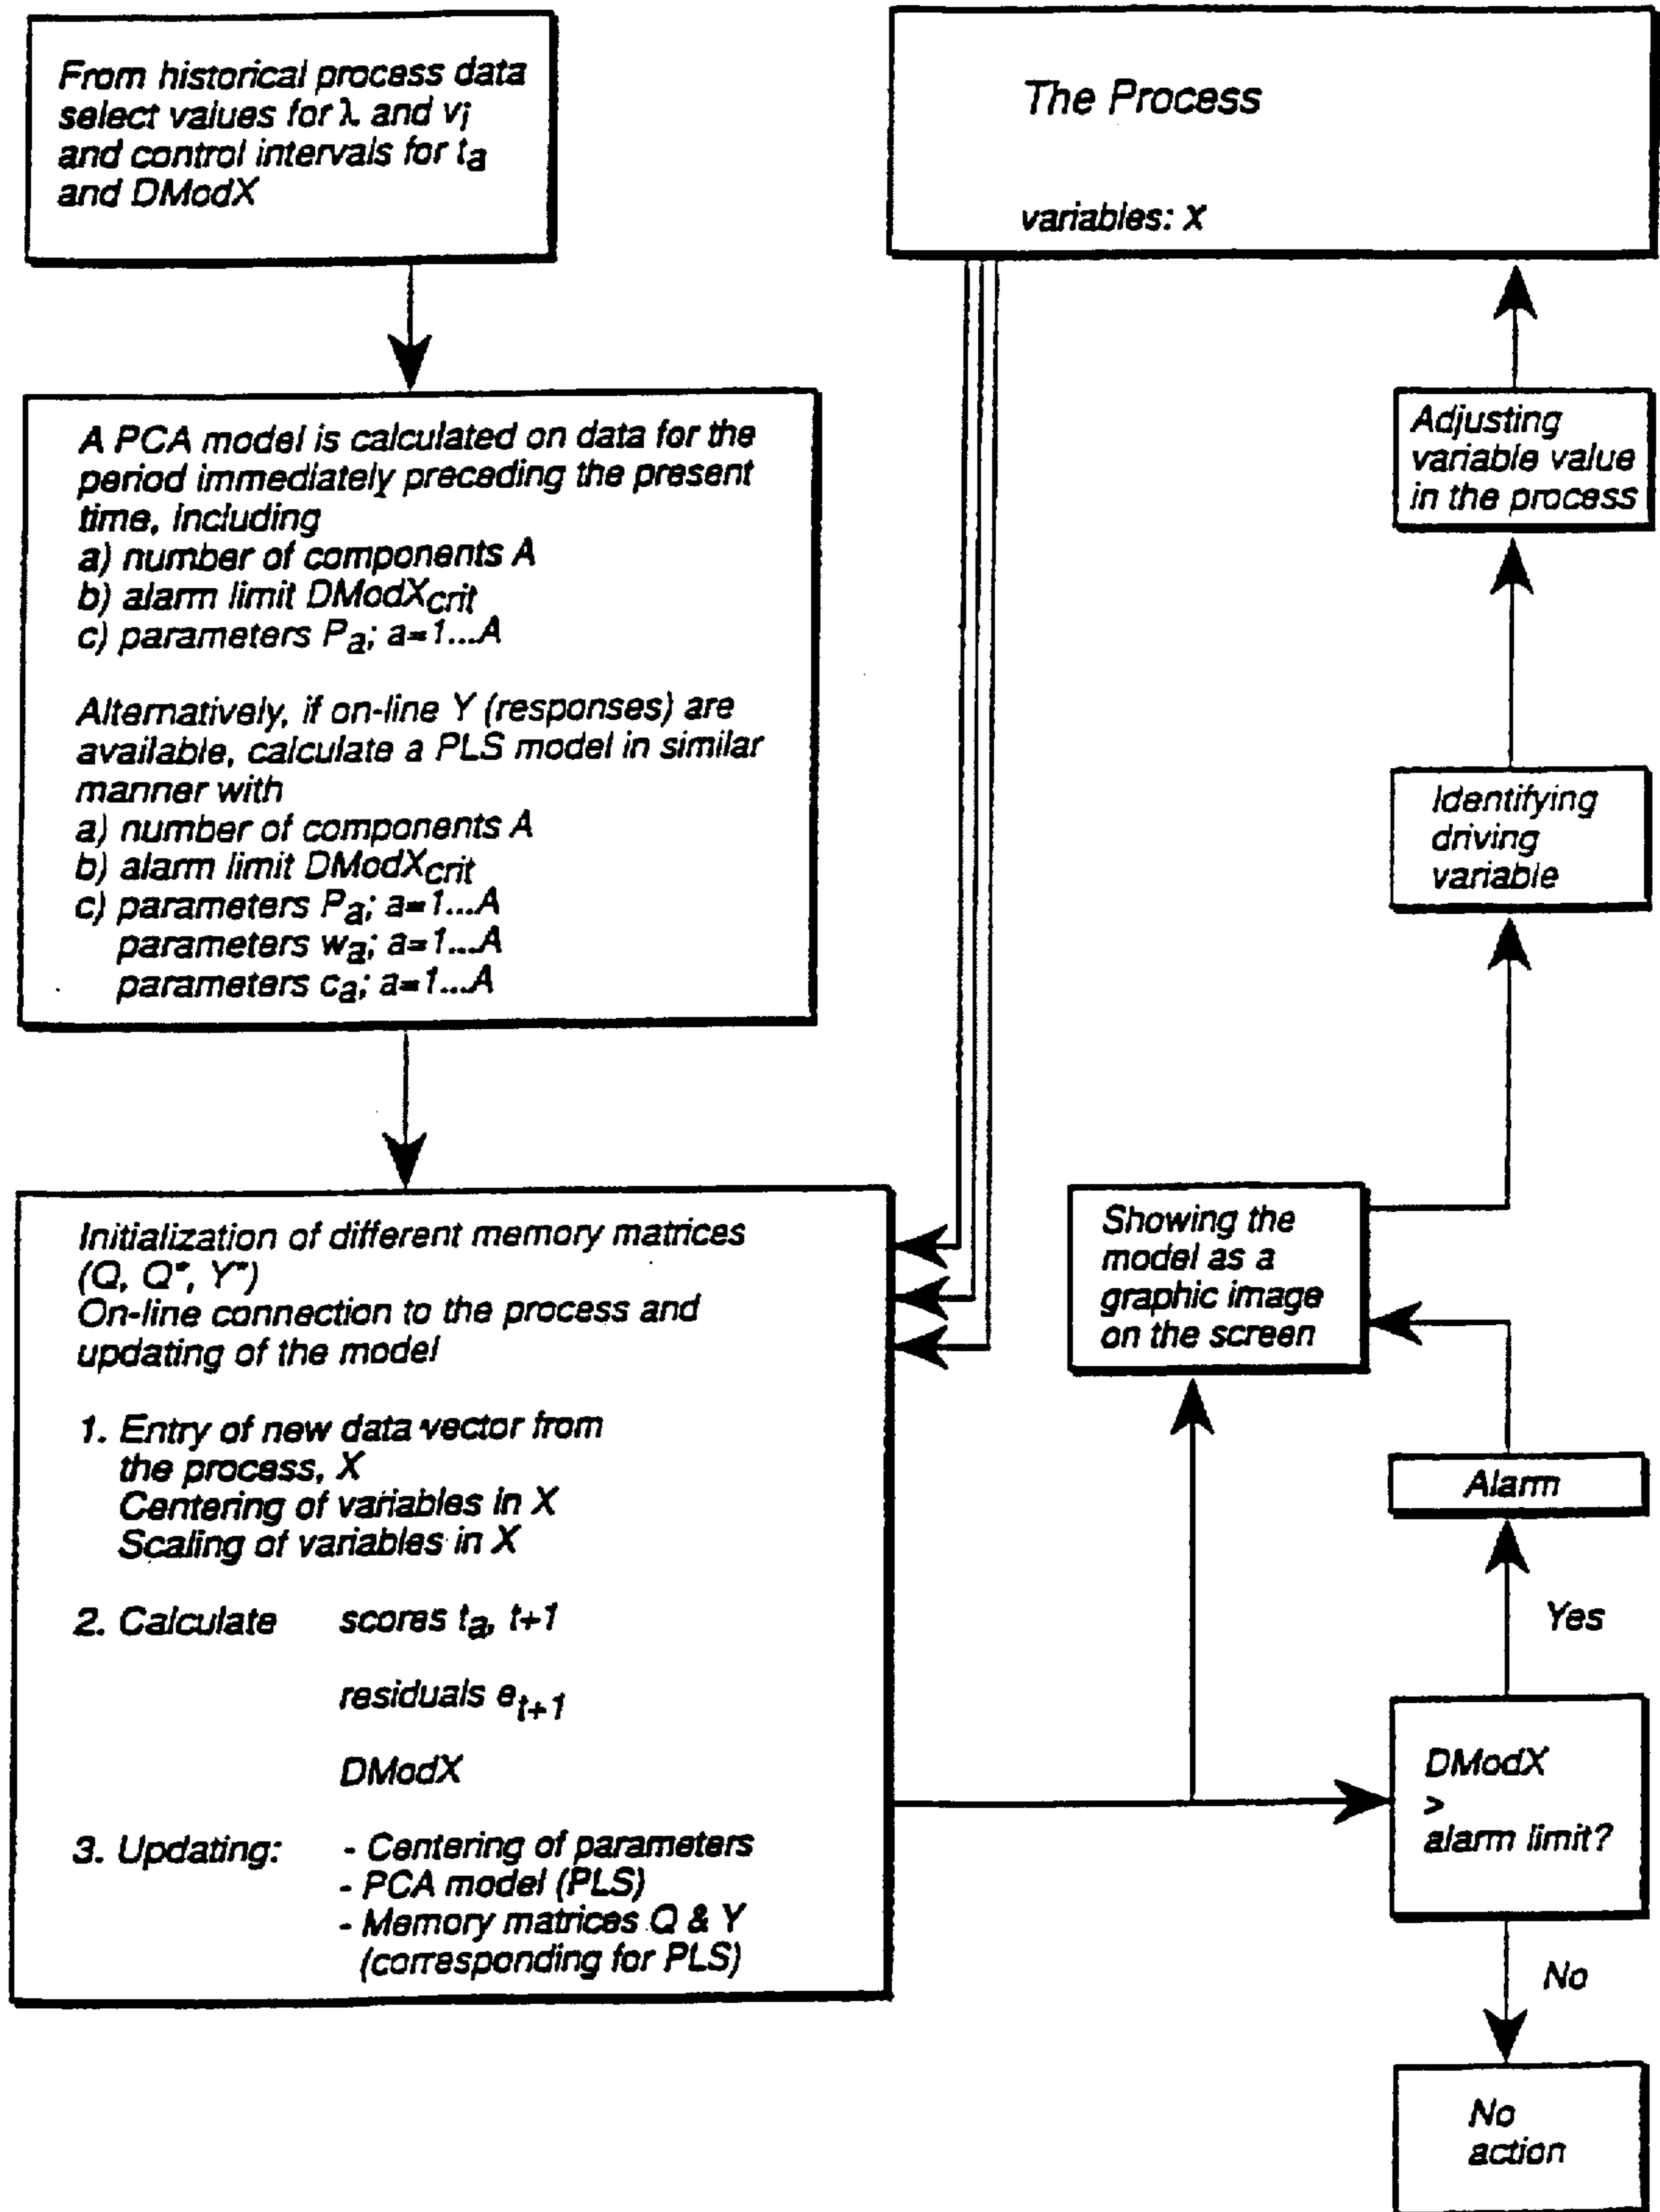 From historical process data
select values for λ and vj
and control intervals for ta
and DModX
The Process
variables: x
A PCA model is calculated on data for the
period immediately preceding the present
time, including
a) number of components A
b) alarm limit DModXcrit
c) parameters Pa; a=1...A
Alternatively, if on-line Y (responses) are
available, calculate a PLS model in similar
manner with
a) number of components A
b) alarm limit DModXcrit
c) parameters Pa; a=1...A
parameters wa; a=1...A
parameters ca; a=1...A
Initialization of different memory matrices
(Q, Q*, Y*)
On-line connection to the process and
updating of the model
1. Entry of new data vector from
the process, X
Centering of variables in X
Scaling of variables in X
2. Calculate scores ta, t+1
residuals et+1
DModX
3. Updating: - Centering of parameters
- PCA model (PLS)
- Memory matrices Q & Y
(corresponding for PLS)
Adjusting
variable value
in the process
Identifying
driving
variable
Showing the
model as a
graphic image
on the screen
Alarm
Yes
DModX
>
alarm limit?
No
No
action